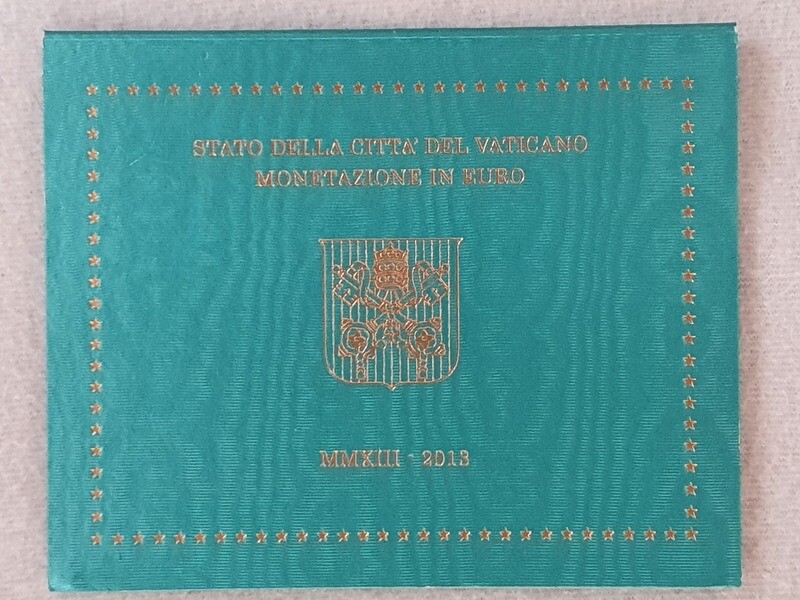 STATO DELLA CITTA' DEL VATICANO
MONETAZIONE IN EURO
MMXIII - 2013